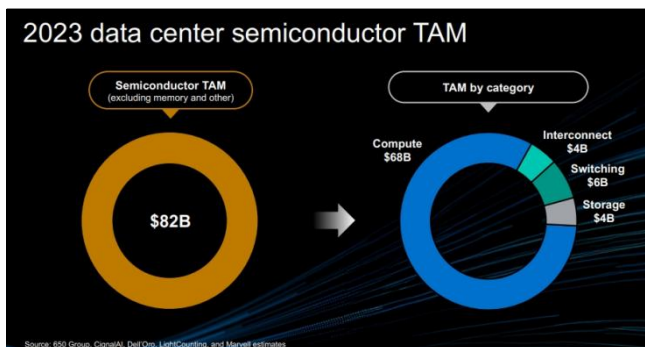 2023 data center semiconductor TAM
Semiconductor TAM
(excluding memory and other)
$82B
TAM by category
Compute
$68B
Interconnect
$4B
Switching
$6B
Storage
$4B
Source: 650 Group, CignalAI, Dell'Oro, LightCounting, and Marvell estimates